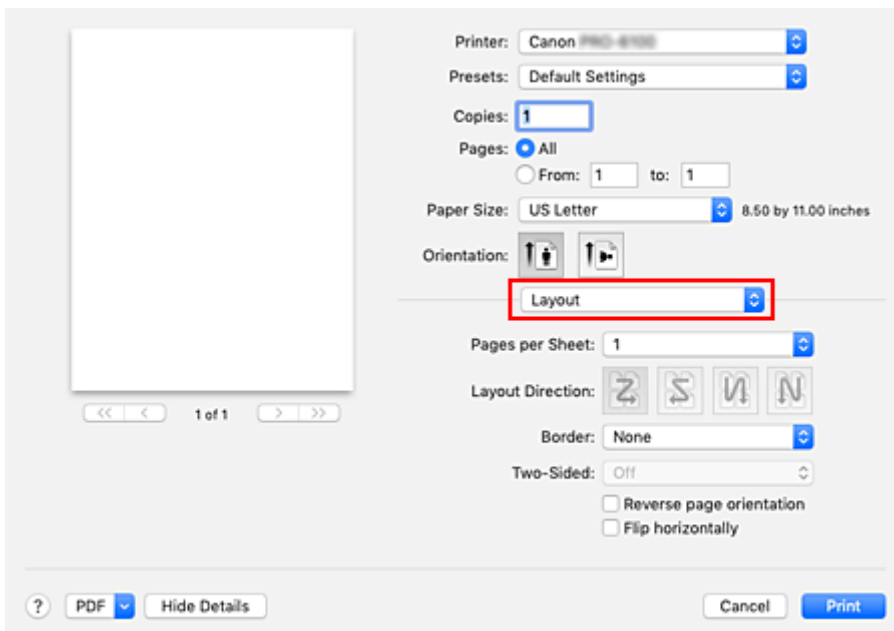 Printer: Canon
Presets: Default Settings
Copies: 1
Pages: All
From: 1 to: 1
Paper Size: US Letter 8.50 by 11.00 inches
Orientation:
Layout
Pages per Sheet: 1
Layout Direction:
Border: None
Two-Sided: Off
Reverse page orientation
Flip horizontally
<< < 1 of 1 > >>
? PDF Hide Details Cancel Print